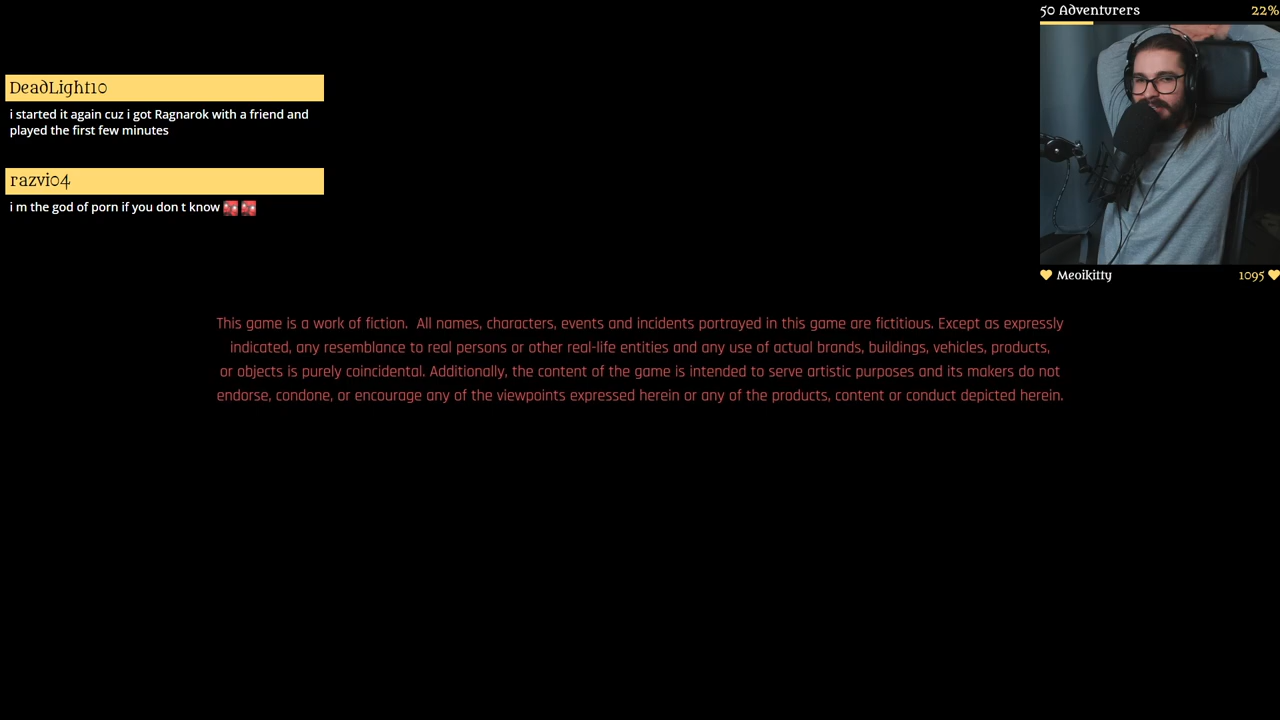 50 Adventurers 22%
DeadLight10
i started it again cuz i got Ragnarok with a friend and
played the first few minutes
razvi04
i m the god of porn if you don t know
Meoikitty 1095
This game is a work of fiction.  All names, characters, events and incidents portrayed in this game are fictitious. Except as expressly
indicated, any resemblance to real persons or other real-life entities and any use of actual brands, buildings, vehicles, products,
or objects is purely coincidental. Additionally, the content of the game is intended to serve artistic purposes and its makers do not
endorse, condone, or encourage any of the viewpoints expressed herein or any of the products, content or conduct depicted herein.